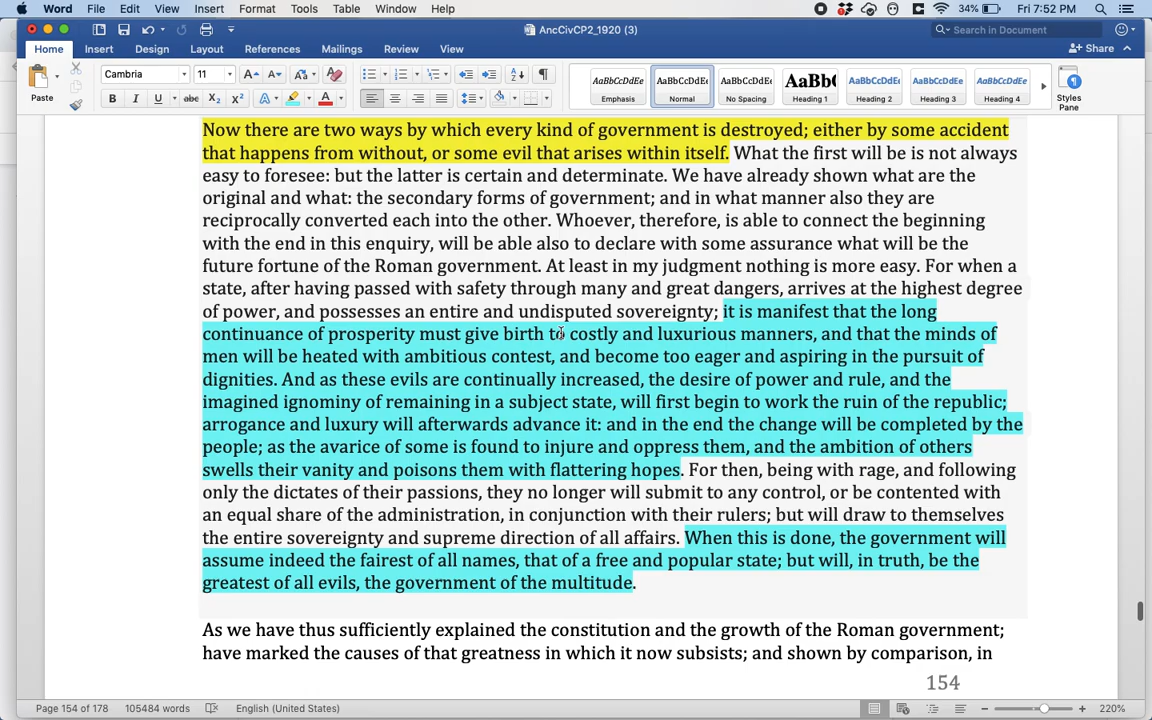 Word File Edit View Insert Format Tools Table Window Help 34% Fri 7:52 PM
AncCivCP2_1920 (3) Search in Document
Home Insert Design Layout References Mailings Review View Share
Paste Cambria 11 AaBbCcDdEe AaBbCcDdEe AaBbCcDdEe AaBbC AaBbCcDdEe AaBbCcDdEe AaBbCcDdEe
B I U abc X₂ X² Emphasis Normal No Spacing Heading 1 Heading 2 Heading 3 Heading 4 Styles Pane
Now there are two ways by which every kind of government is destroyed; either by some accident
that happens from without, or some evil that arises within itself. What the first will be is not always
easy to foresee: but the latter is certain and determinate. We have already shown what are the
original and what: the secondary forms of government; and in what manner also they are
reciprocally converted each into the other. Whoever, therefore, is able to connect the beginning
with the end in this enquiry, will be able also to declare with some assurance what will be the
future fortune of the Roman government. At least in my judgment nothing is more easy. For when a
state, after having passed with safety through many and great dangers, arrives at the highest degree
of power, and possesses an entire and undisputed sovereignty; it is manifest that the long
continuance of prosperity must give birth to costly and luxurious manners, and that the minds of
men will be heated with ambitious contest, and become too eager and aspiring in the pursuit of
dignities. And as these evils are continually increased, the desire of power and rule, and the
imagined ignominy of remaining in a subject state, will first begin to work the ruin of the republic;
arrogance and luxury will afterwards advance it: and in the end the change will be completed by the
people; as the avarice of some is found to injure and oppress them, and the ambition of others
swells their vanity and poisons them with flattering hopes. For then, being with rage, and following
only the dictates of their passions, they no longer will submit to any control, or be contented with
an equal share of the administration, in conjunction with their rulers; but will draw to themselves
the entire sovereignty and supreme direction of all affairs. When this is done, the government will
assume indeed the fairest of all names, that of a free and popular state; but will, in truth, be the
greatest of all evils, the government of the multitude.
As we have thus sufficiently explained the constitution and the growth of the Roman government;
have marked the causes of that greatness in which it now subsists; and shown by comparison, in
154
Page 154 of 178 105484 words English (United States) 220%